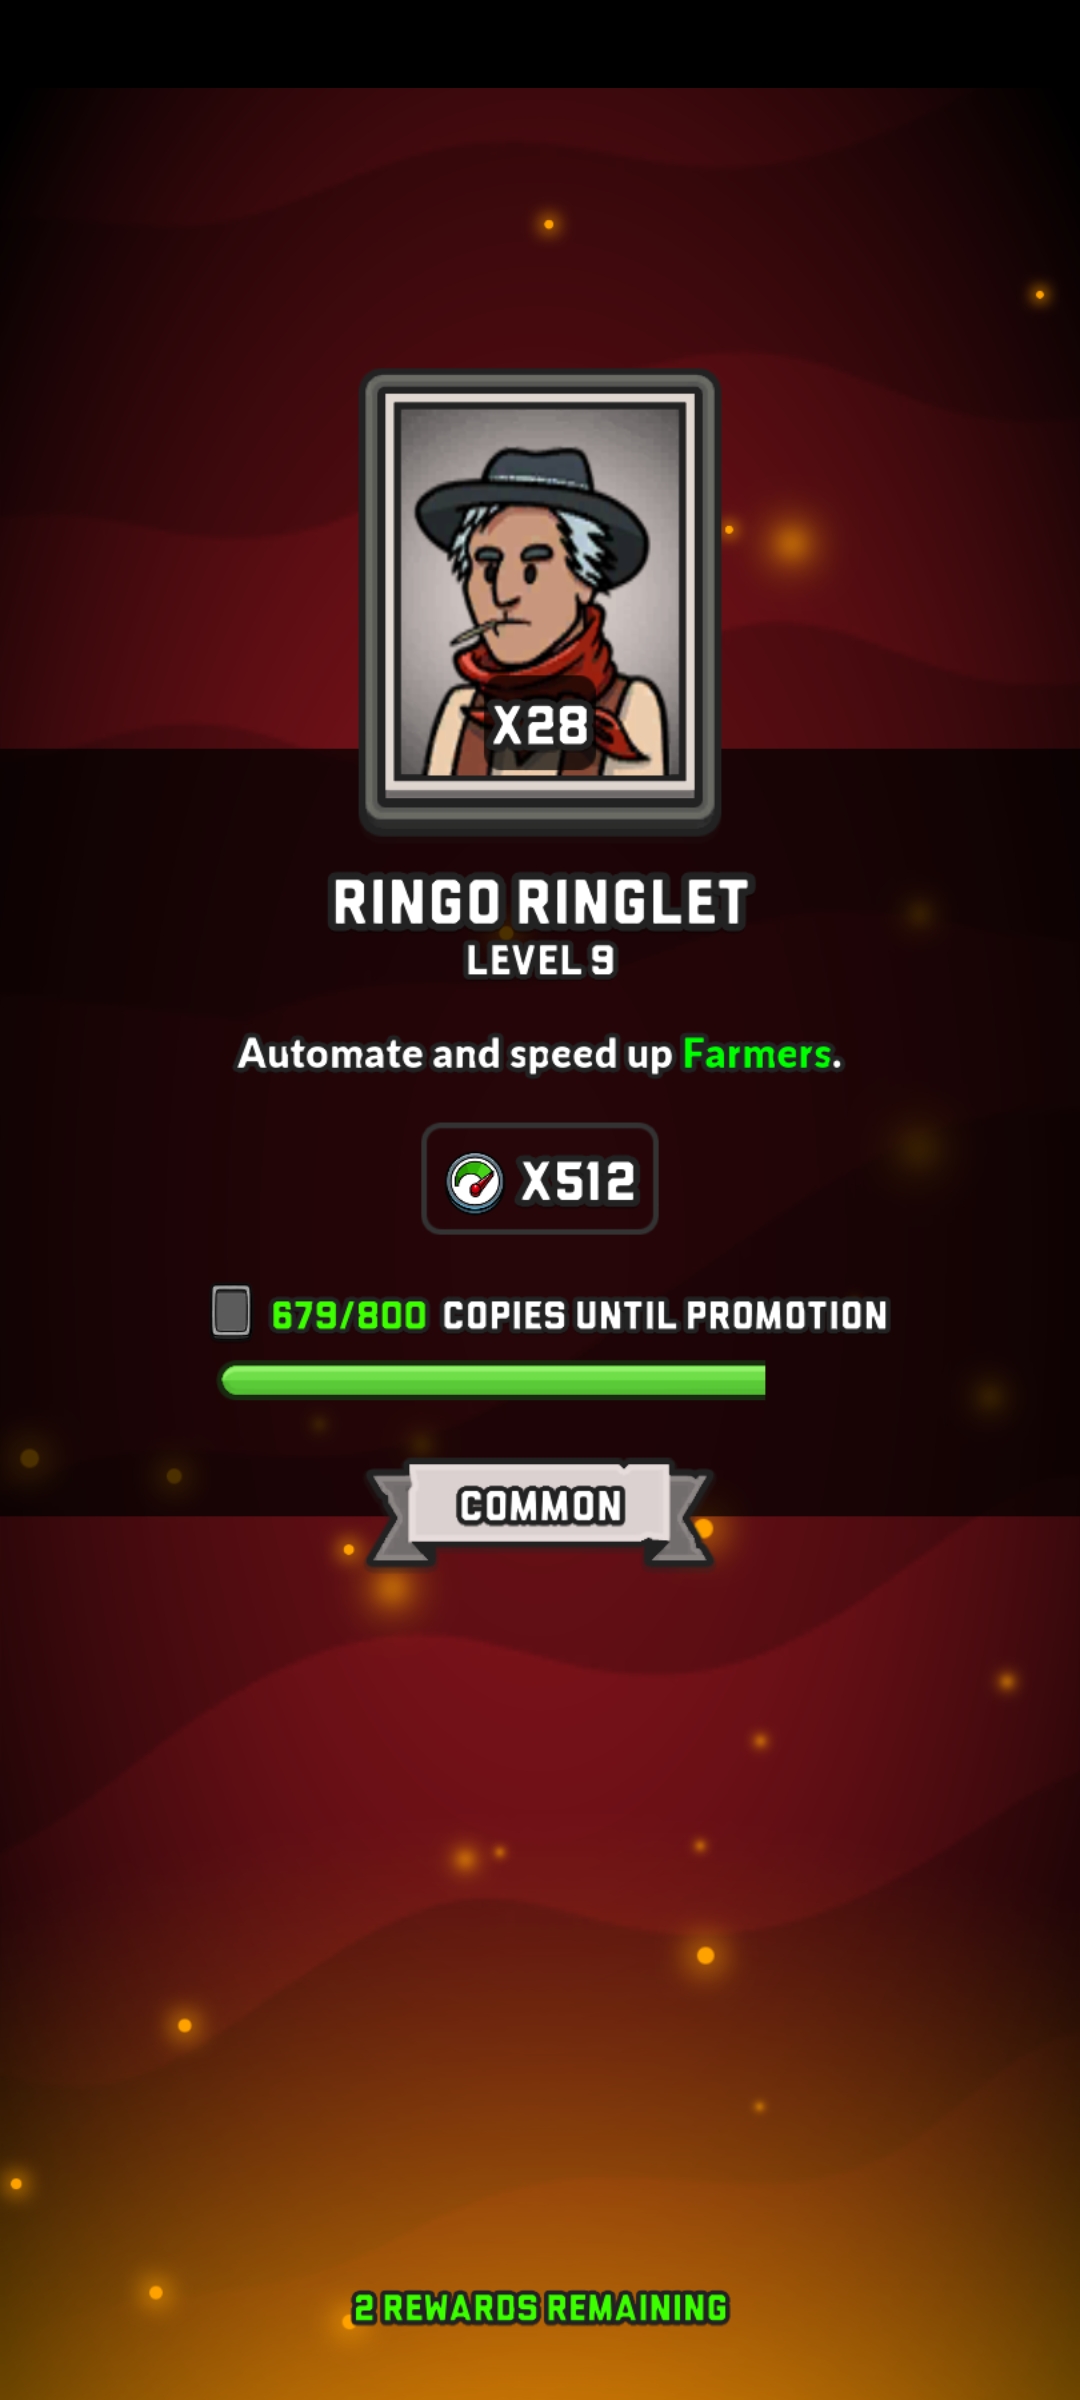 X28
RINGO RINGLET
LEVEL 9
Automate and speed up Farmers.
X512
679/800 COPIES UNTIL PROMOTION
COMMON
2 REWARDS REMAINING